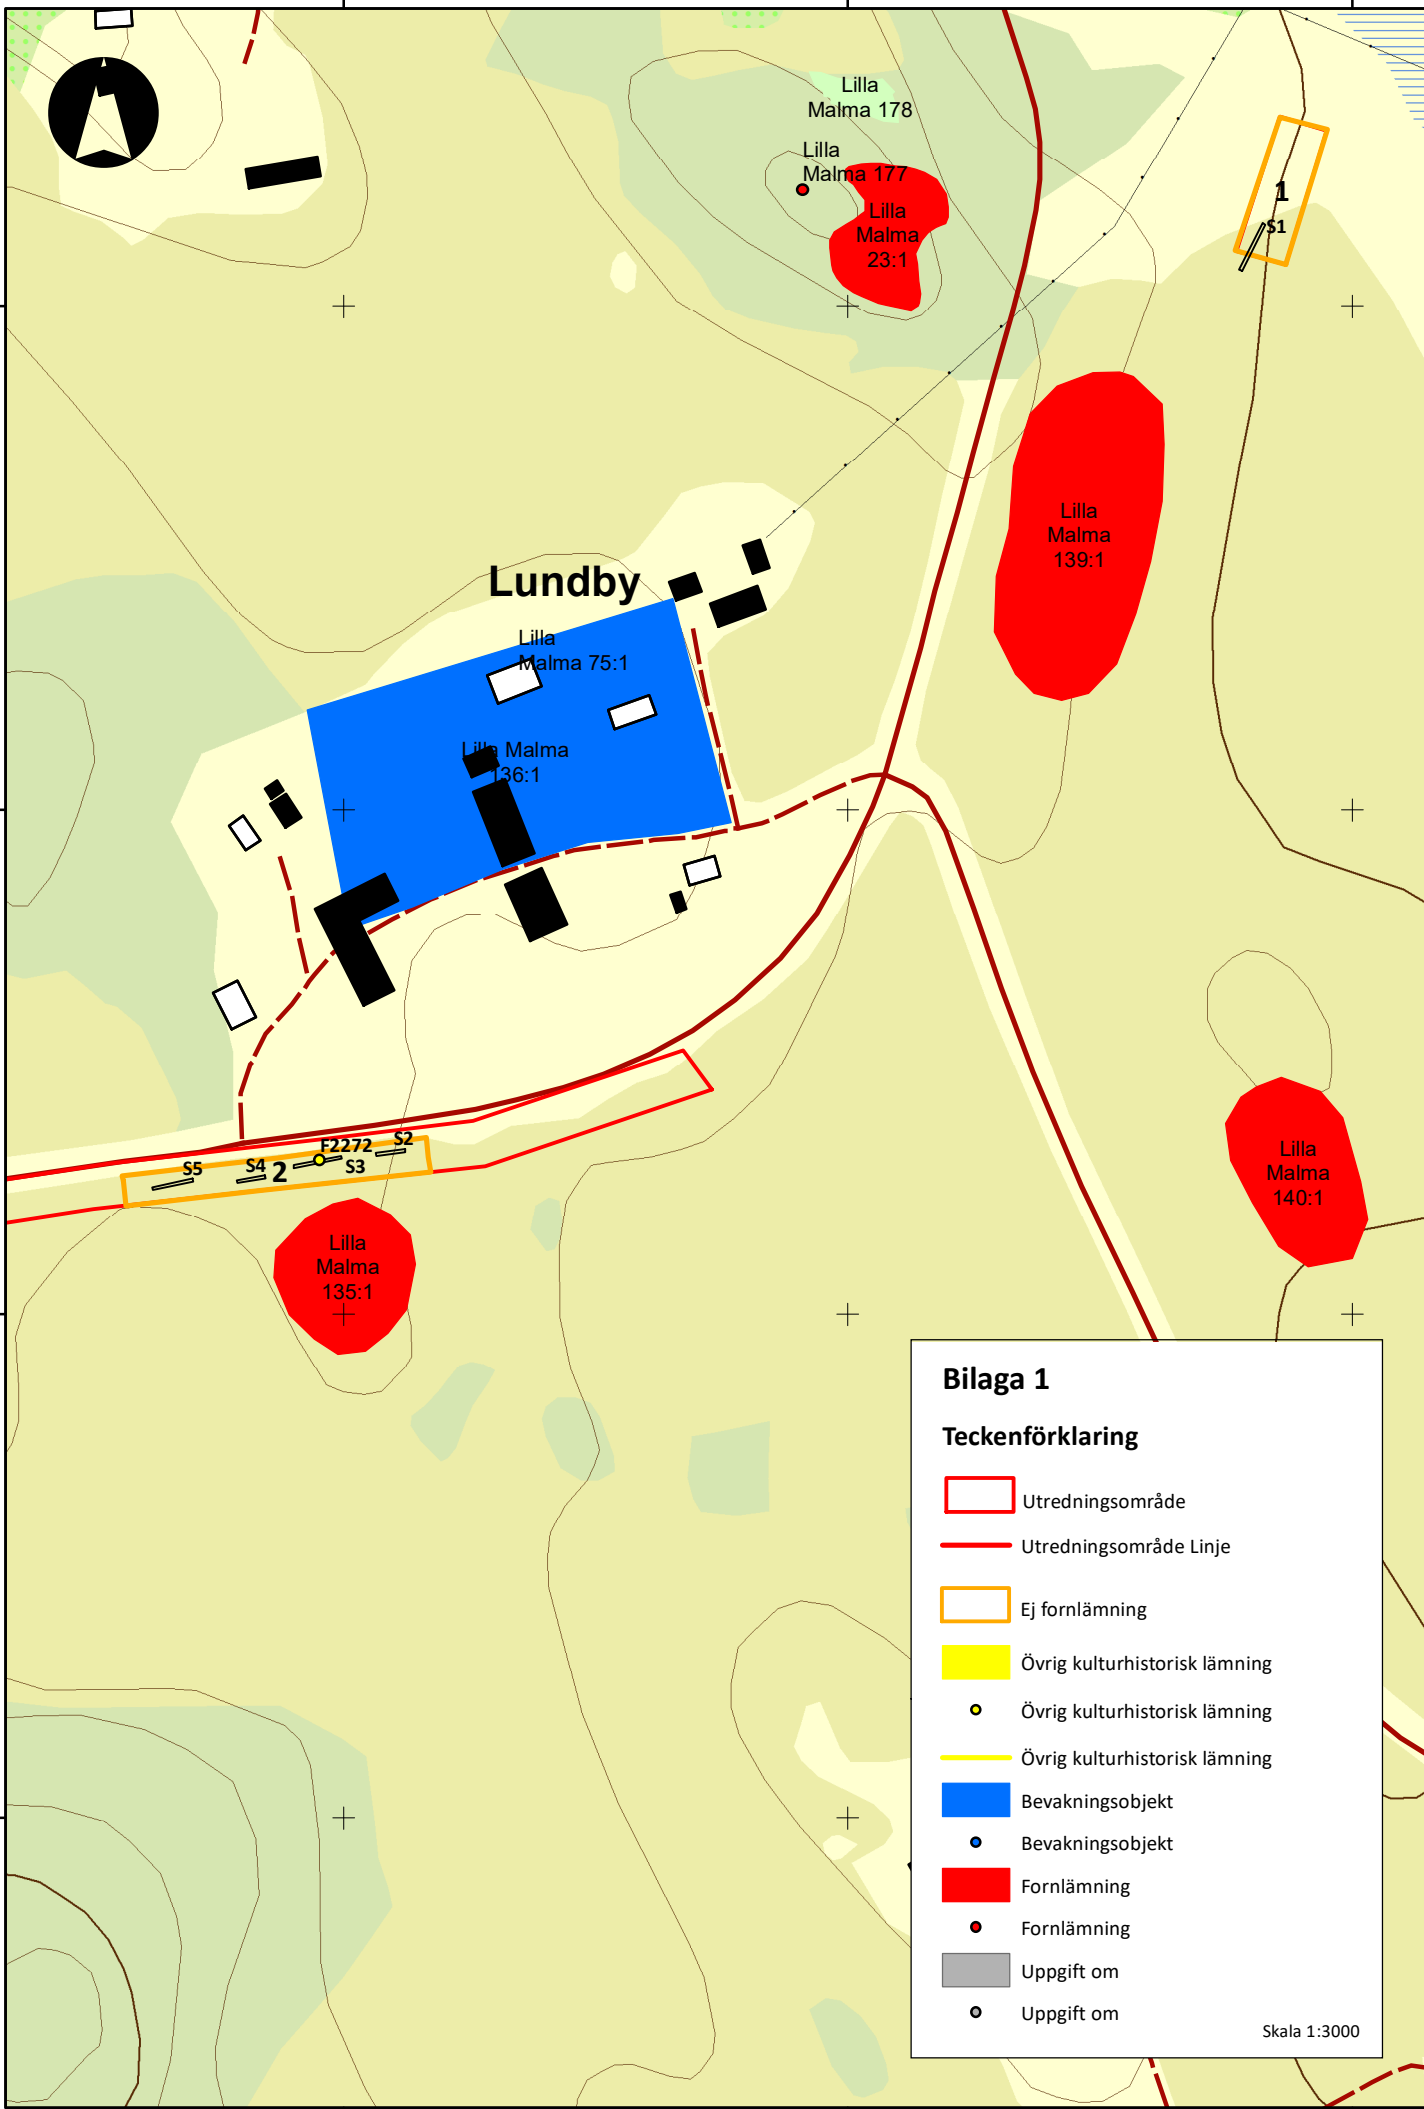 Lilla
Malma 178
Lilla
Malma 177
Lilla
Malma
23:1
1
S1
Lilla
Malma
139:1
Lundby
Lilla
Malma 75:1
Lilla Malma
136:1
F2272
S2
S3
S4
2
S5
Lilla
Malma
135:1
Lilla
Malma
140:1
Bilaga 1
Teckenförklaring
Utredningsområde
Utredningsområde Linje
Ej fornlämning
Övrig kulturhistorisk lämning
Övrig kulturhistorisk lämning
Övrig kulturhistorisk lämning
Bevakningsobjekt
Bevakningsobjekt
Fornlämning
Fornlämning
Uppgift om
Uppgift om
Skala 1:3000